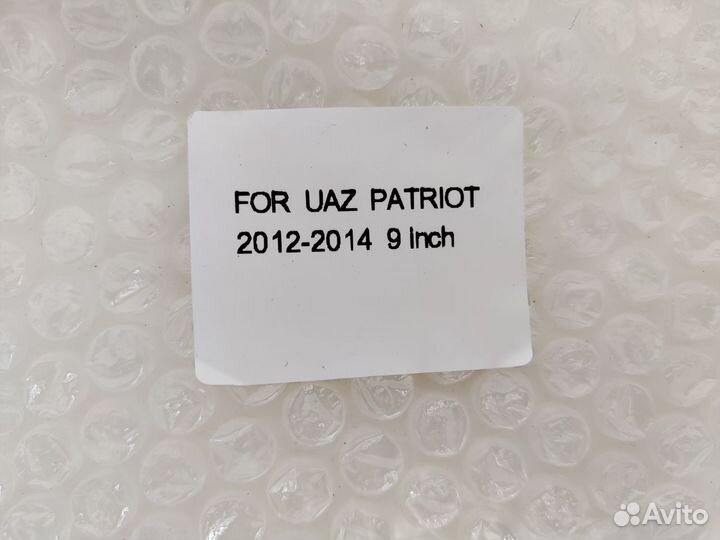 FOR UAZ PATRIOT
2012-2014 9 inch
Avito